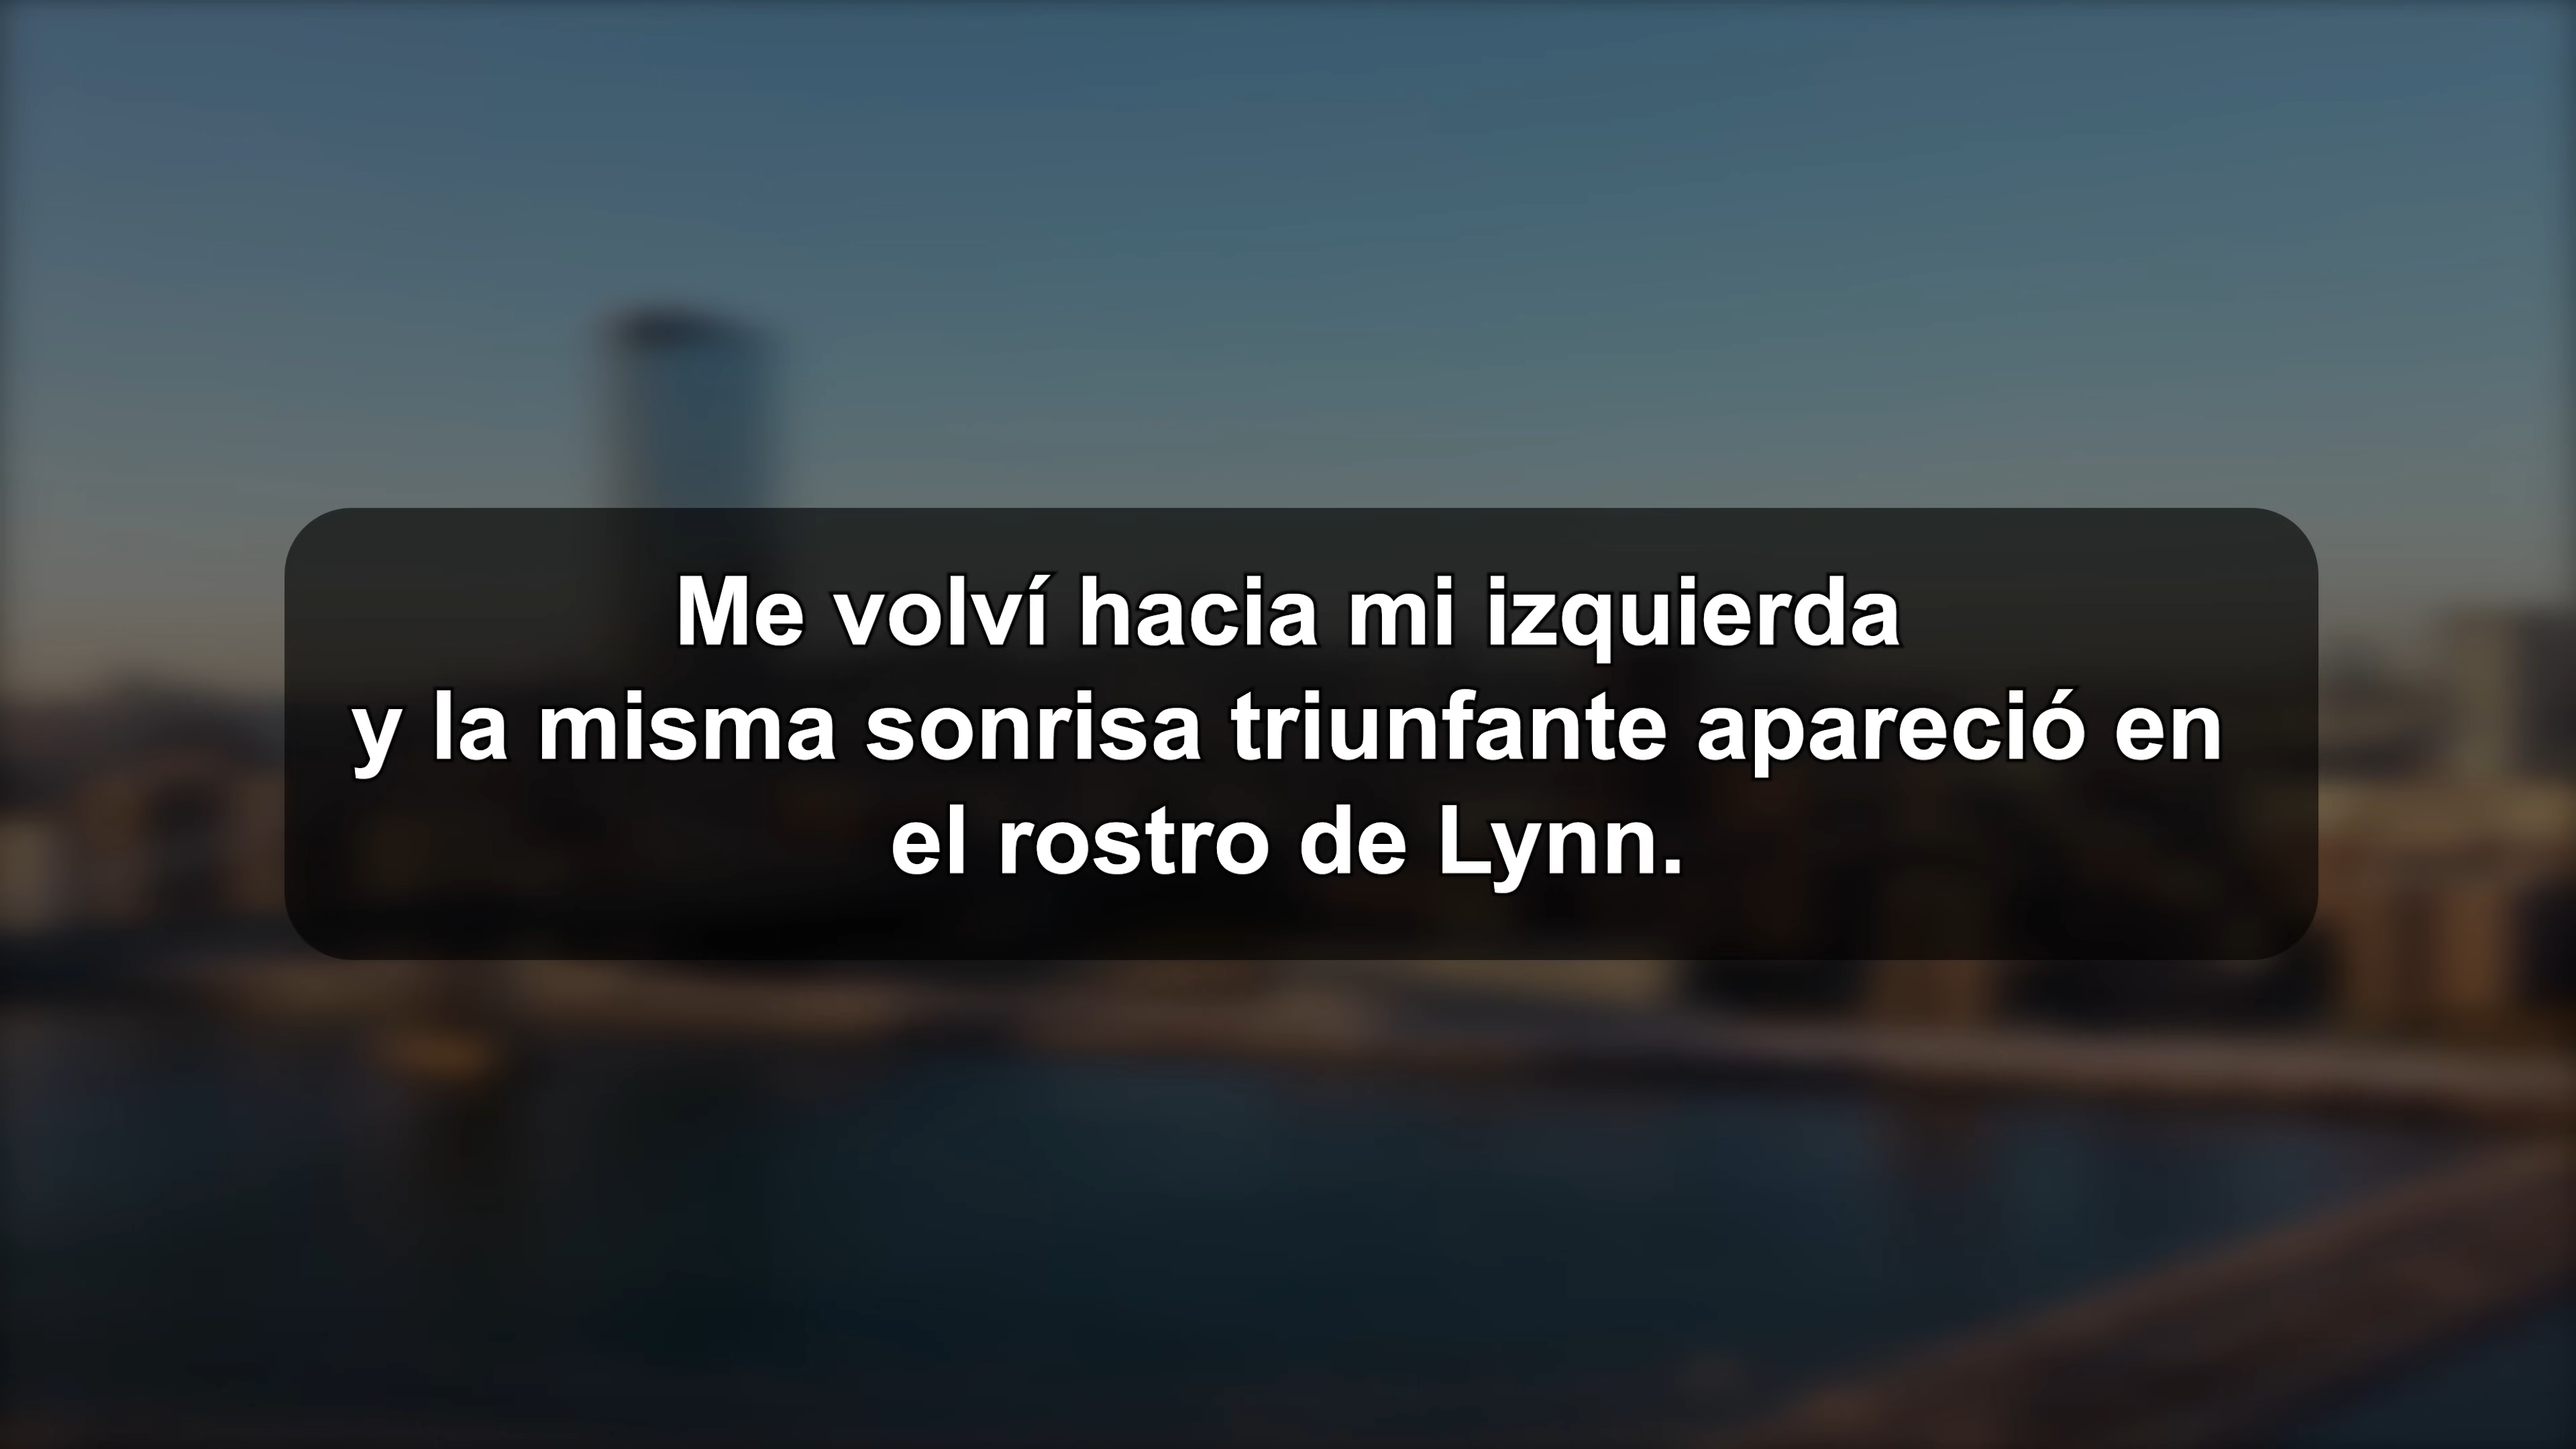 Me volví hacia mi izquierda
y la misma sonrisa triunfante apareció en
el rostro de Lynn.